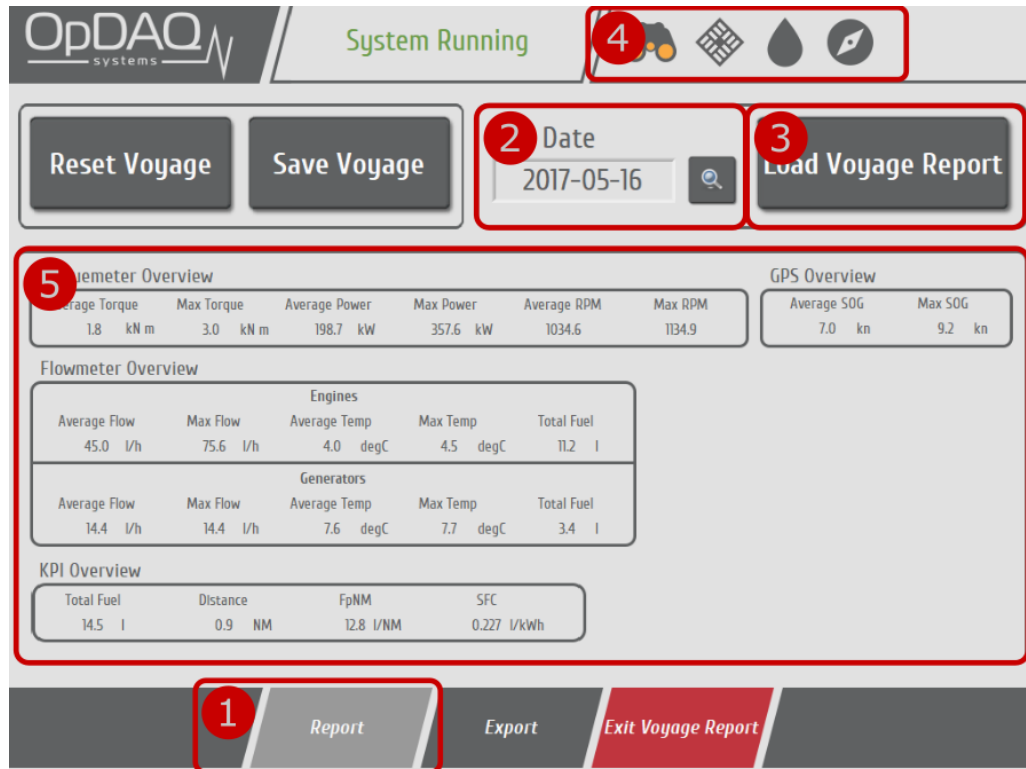 OpDAQ
systems
System Running
4
Reset Voyage
Save Voyage
2
Date
2017-05-16
3
Load Voyage Report
5
uemeter Overview
GPS Overview
erage Torque Max Torque Average Power Max Power Average RPM Max RPM
Average SOG Max SOG
1.8 kN m 3.0 kN m 198.7 kW 357.6 kW 1034.6 1134.9
7.0 kn 9.2 kn
Flowmeter Overview
Engines
Average Flow Max Flow Average Temp Max Temp Total Fuel
45.0 l/h 75.6 l/h 4.0 degC 4.5 degC 11.2 l
Generators
Average Flow Max Flow Average Temp Max Temp Total Fuel
14.4 l/h 14.4 l/h 7.6 degC 7.7 degC 3.4 l
KPI Overview
Total Fuel Distance FpNM SFC
14.5 l 0.9 NM 12.8 l/NM 0.227 l/kWh
1
Report
Export
Exit Voyage Report